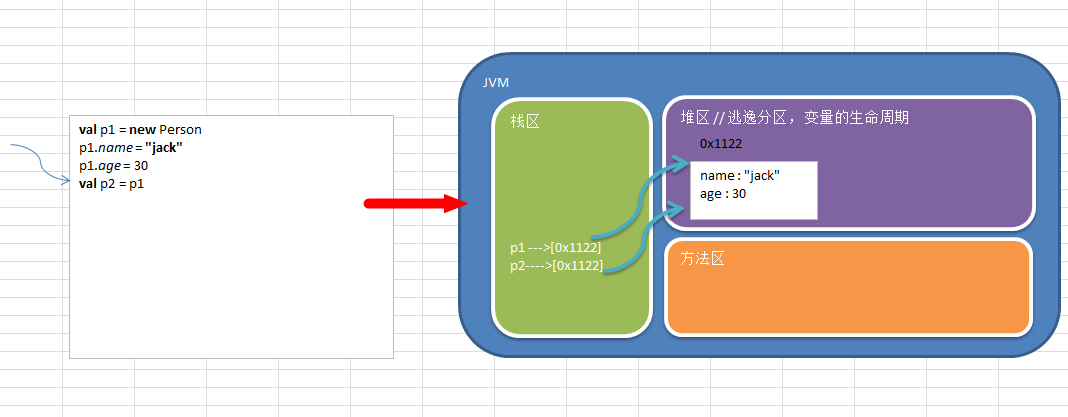 val p1 = new Person
p1.name = "jack"
p1.age = 30
val p2 = p1
JVM
栈区
p1 --->[0x1122]
p2---->[0x1122]
堆区 // 逃逸分区，变量的生命周期
0x1122
name : "jack"
age : 30
方法区